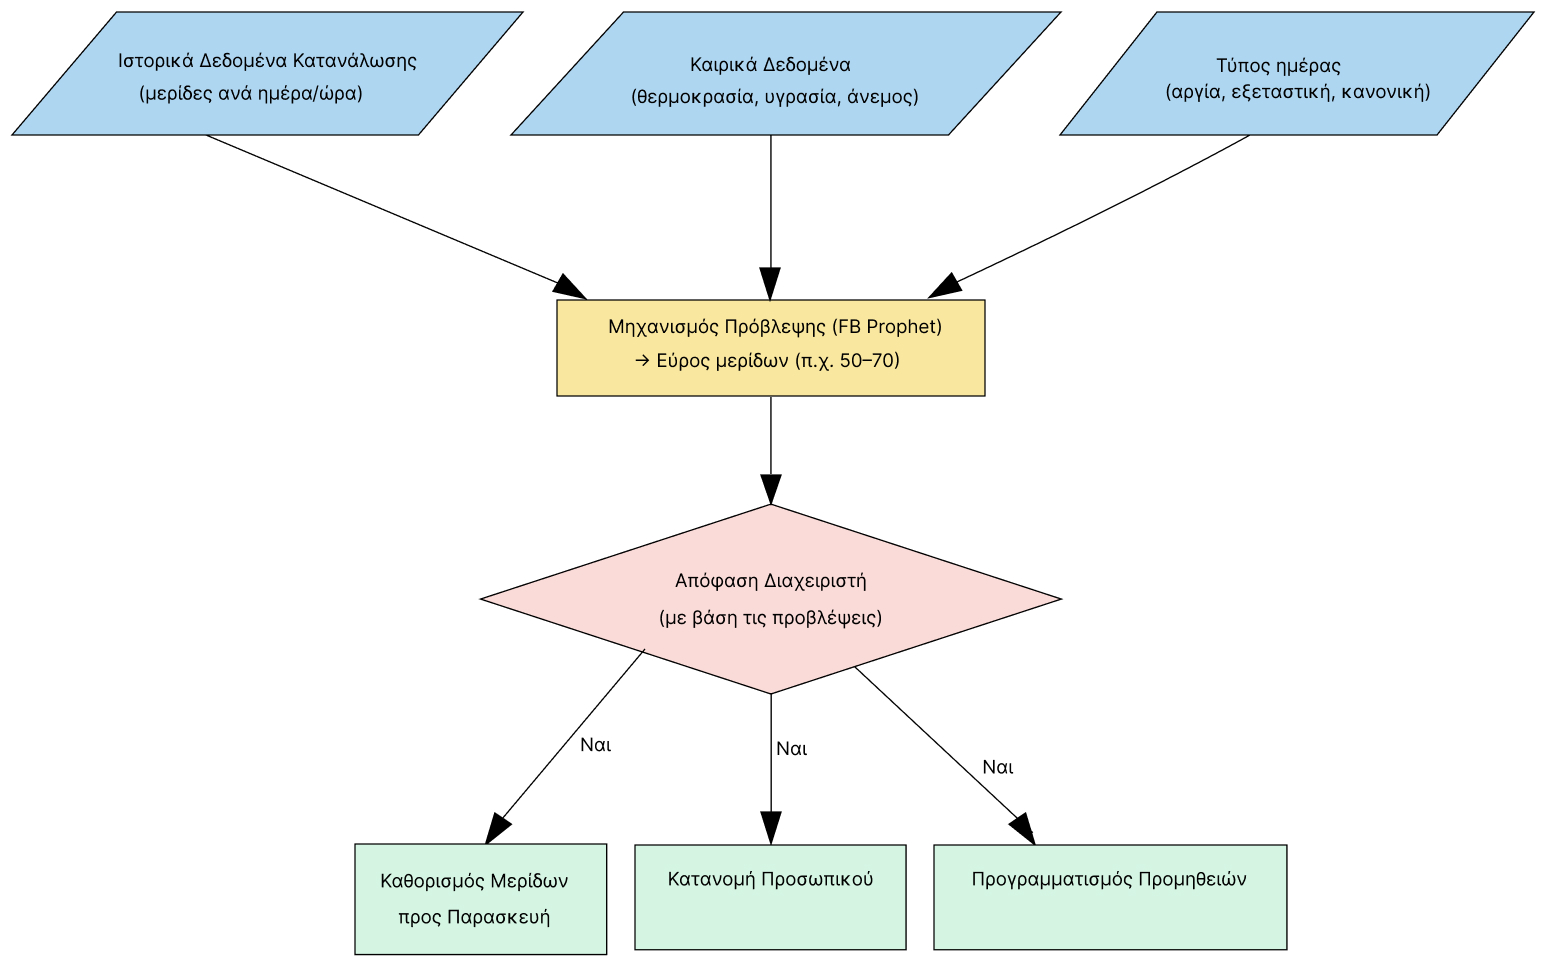 Ιστορικά Δεδομένα Κατανάλωσης
(μερίδες ανά ημέρα/ώρα)
Καιρικά Δεδομένα
(θερμοκρασία, υγρασία, άνεμος)
Τύπος ημέρας
(αργία, εξεταστική, κανονική)
Μηχανισμός Πρόβλεψης (FB Prophet)
→ Εύρος μερίδων (π.χ. 50–70)
Απόφαση Διαχειριστή
(με βάση τις προβλέψεις)
Ναι
Ναι
Ναι
Καθορισμός Μερίδων
προς Παρασκευή
Κατανομή Προσωπικού
Προγραμματισμός Προμηθειών